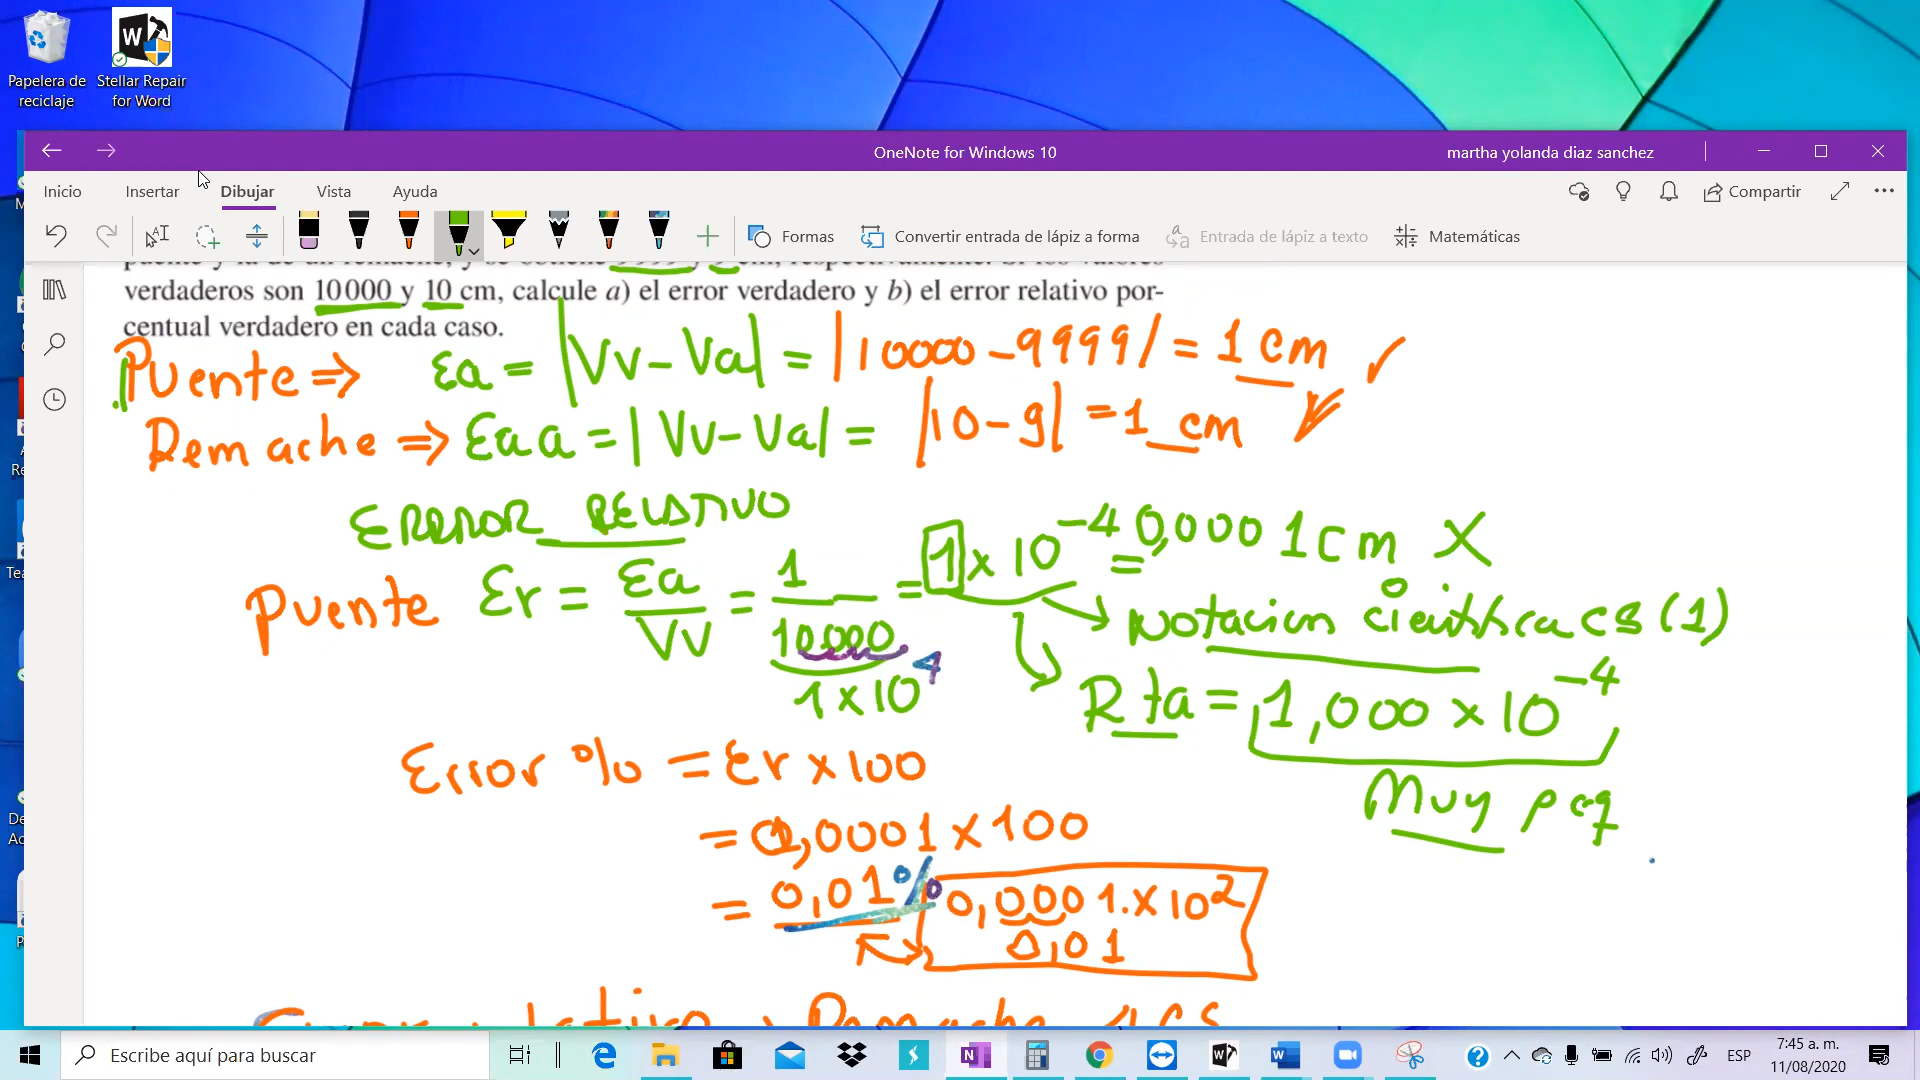 Papelera de reciclaje
Stellar Repair for Word
OneNote for Windows 10
martha yolanda diaz sanchez
Inicio
Insertar
Dibujar
Vista
Ayuda
Compartir
Formas
Convertir entrada de lápiz a forma
Entrada de lápiz a texto
Matemáticas
verdaderos son 10 000 y 10 cm, calcule a) el error verdadero y b) el error relativo por-
centual verdadero en cada caso.
Puente ⇒ Ea = |Vv - Va| = |10000 - 9999| = 1 cm ✓
Remache ⇒ Eaa = |Vv - Va| = |10 - 9| = 1 cm
ERROR RELATIVO
Puente Er = Ea/Vv = 1/10000 = 1 x 10^-4 = 0,0001 cm X
1 x 10^4
Notacion cientifica CS (1)
Rta = 1,000 x 10^-4
Muy peq
Error % = Er x 100
= 0,0001 x 100
= 0,01 %
0,0001. x 10^2
0,01
Escribe aquí para buscar
ESP
7:45 a. m.
11/08/2020